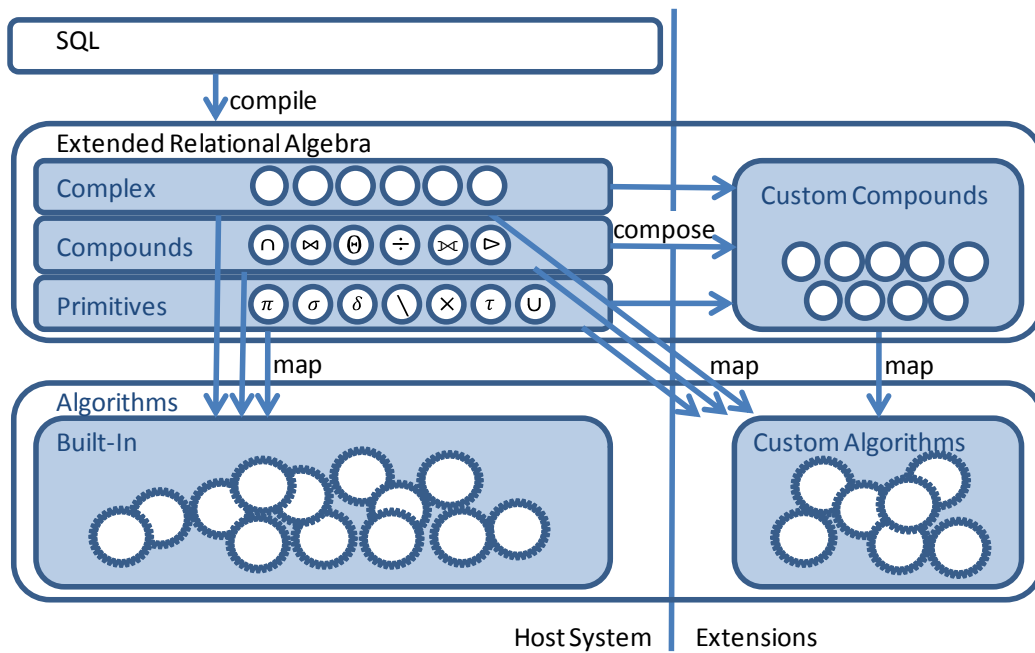 SQL
compile
Extended Relational Algebra
Complex
Custom Compounds
Compounds ∩ ⋈ Θ ÷ ⟗ ⊳
compose
Primitives π σ δ \ × τ ∪
map map map
Algorithms
Built-In Custom Algorithms
Host System Extensions